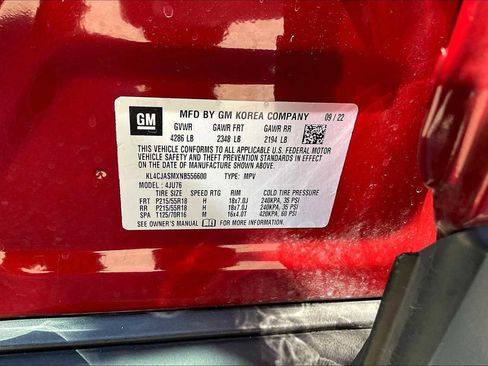 GM
MFD BY GM KOREA COMPANY 09 / 22
GVWR GAWR FRT GAWR RR
4286 LB 2348 LB 2194 LB
THIS VEHICLE CONFORMS TO ALL APPLICABLE
U.S. FEDERAL MOTOR
VEHICLE SAFETY, BUMPER, AND THEFT
PREVENTION STANDARDS IN EFFECT ON THE
DATE OF MANUFACTURE SHOWN ABOVE.
KL4CJASMXNB556600 TYPE: MPV
MODEL: 4JU76
TIRE SIZE SPEED RTG RIM COLD TIRE PRESSURE
FRT P215/55R18 H 18x7.0J 240KPA, 35 PSI
RR P215/55R18 H 18x7.0J 240KPA, 35 PSI
SPA T125/70R16 M 16x4.0T 420KPA, 60 PSI
SEE OWNER'S MANUAL FOR MORE INFORMATION.